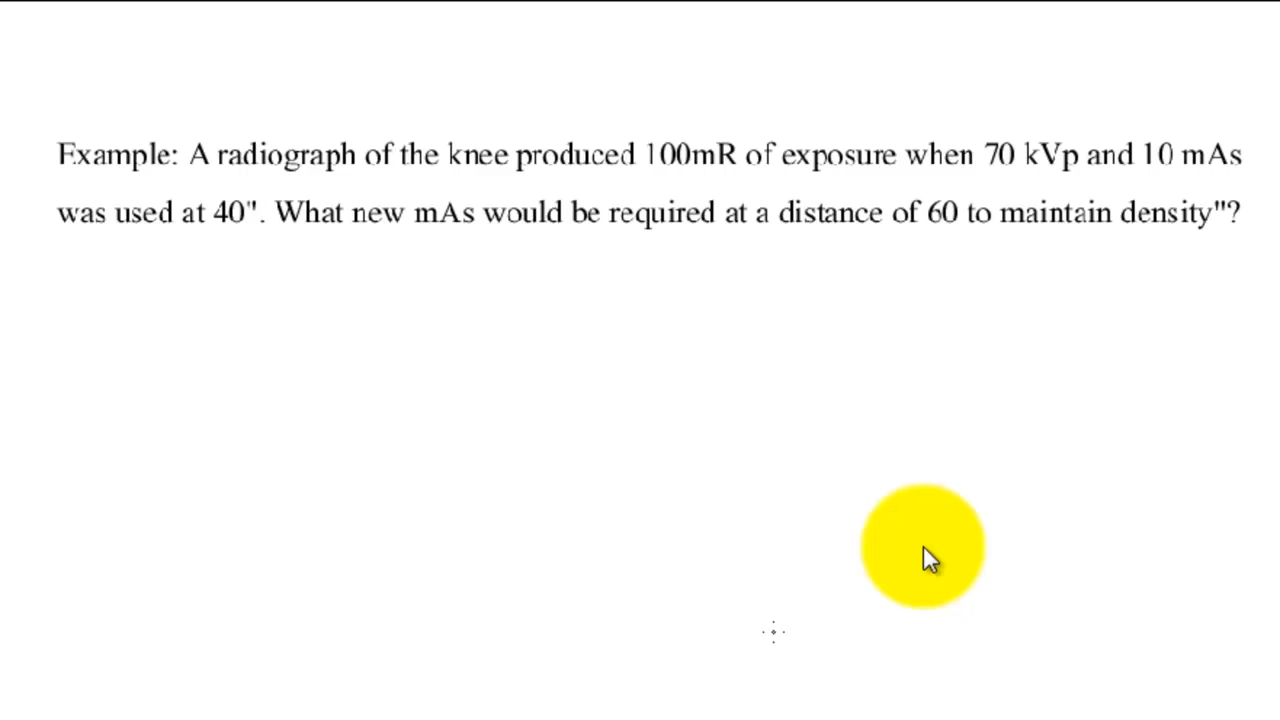 Example: A radiograph of the knee produced 100mR of exposure when 70 kVp and 10 mAs
was used at 40". What new mAs would be required at a distance of 60 to maintain density"?